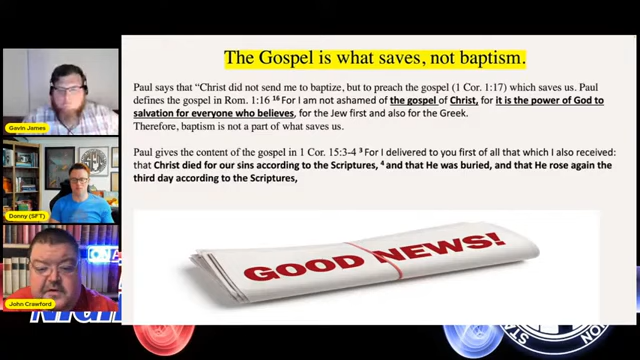 The Gospel is what saves, not baptism.
Paul says that “Christ did not send me to baptize, but to preach the gospel (1 Cor. 1:17) which saves us. Paul
defines the gospel in Rom. 1:16 16 For I am not ashamed of the gospel of Christ, for it is the power of God to
salvation for everyone who believes, for the Jew first and also for the Greek.
Therefore, baptism is not a part of what saves us.
Paul gives the content of the gospel in 1 Cor. 15:3-4 3 For I delivered to you first of all that which I also received:
that Christ died for our sins according to the Scriptures, 4 and that He was buried, and that He rose again the
third day according to the Scriptures,
GOOD NEWS!
Gavin James
Donny (SFT)
John Crawford